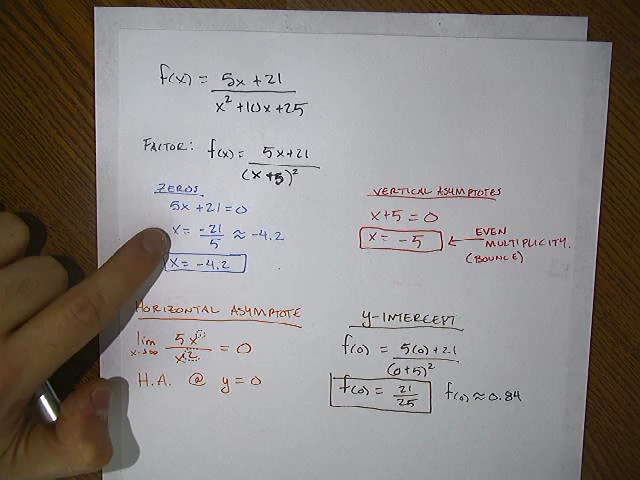 f(x) = 5x+21 / x² + 10x + 25
FACTOR: f(x) = 5x+21 / (x+5)²
ZEROS
5x + 21 = 0
x = -21/5 ≈ -4.2
x = -4.2
VERTICAL ASYMPTOTES
x + 5 = 0
x = -5 ← EVEN MULTIPLICITY. (BOUNCE)
HORIZONTAL ASYMPTOTE
lim x→∞ 5x¹ / x² = 0
H.A. @ y = 0
y-INTERCEPT
f(0) = 5(0)+21 / (0+5)²
f(0) = 21/25 f(0) ≈ 0.84